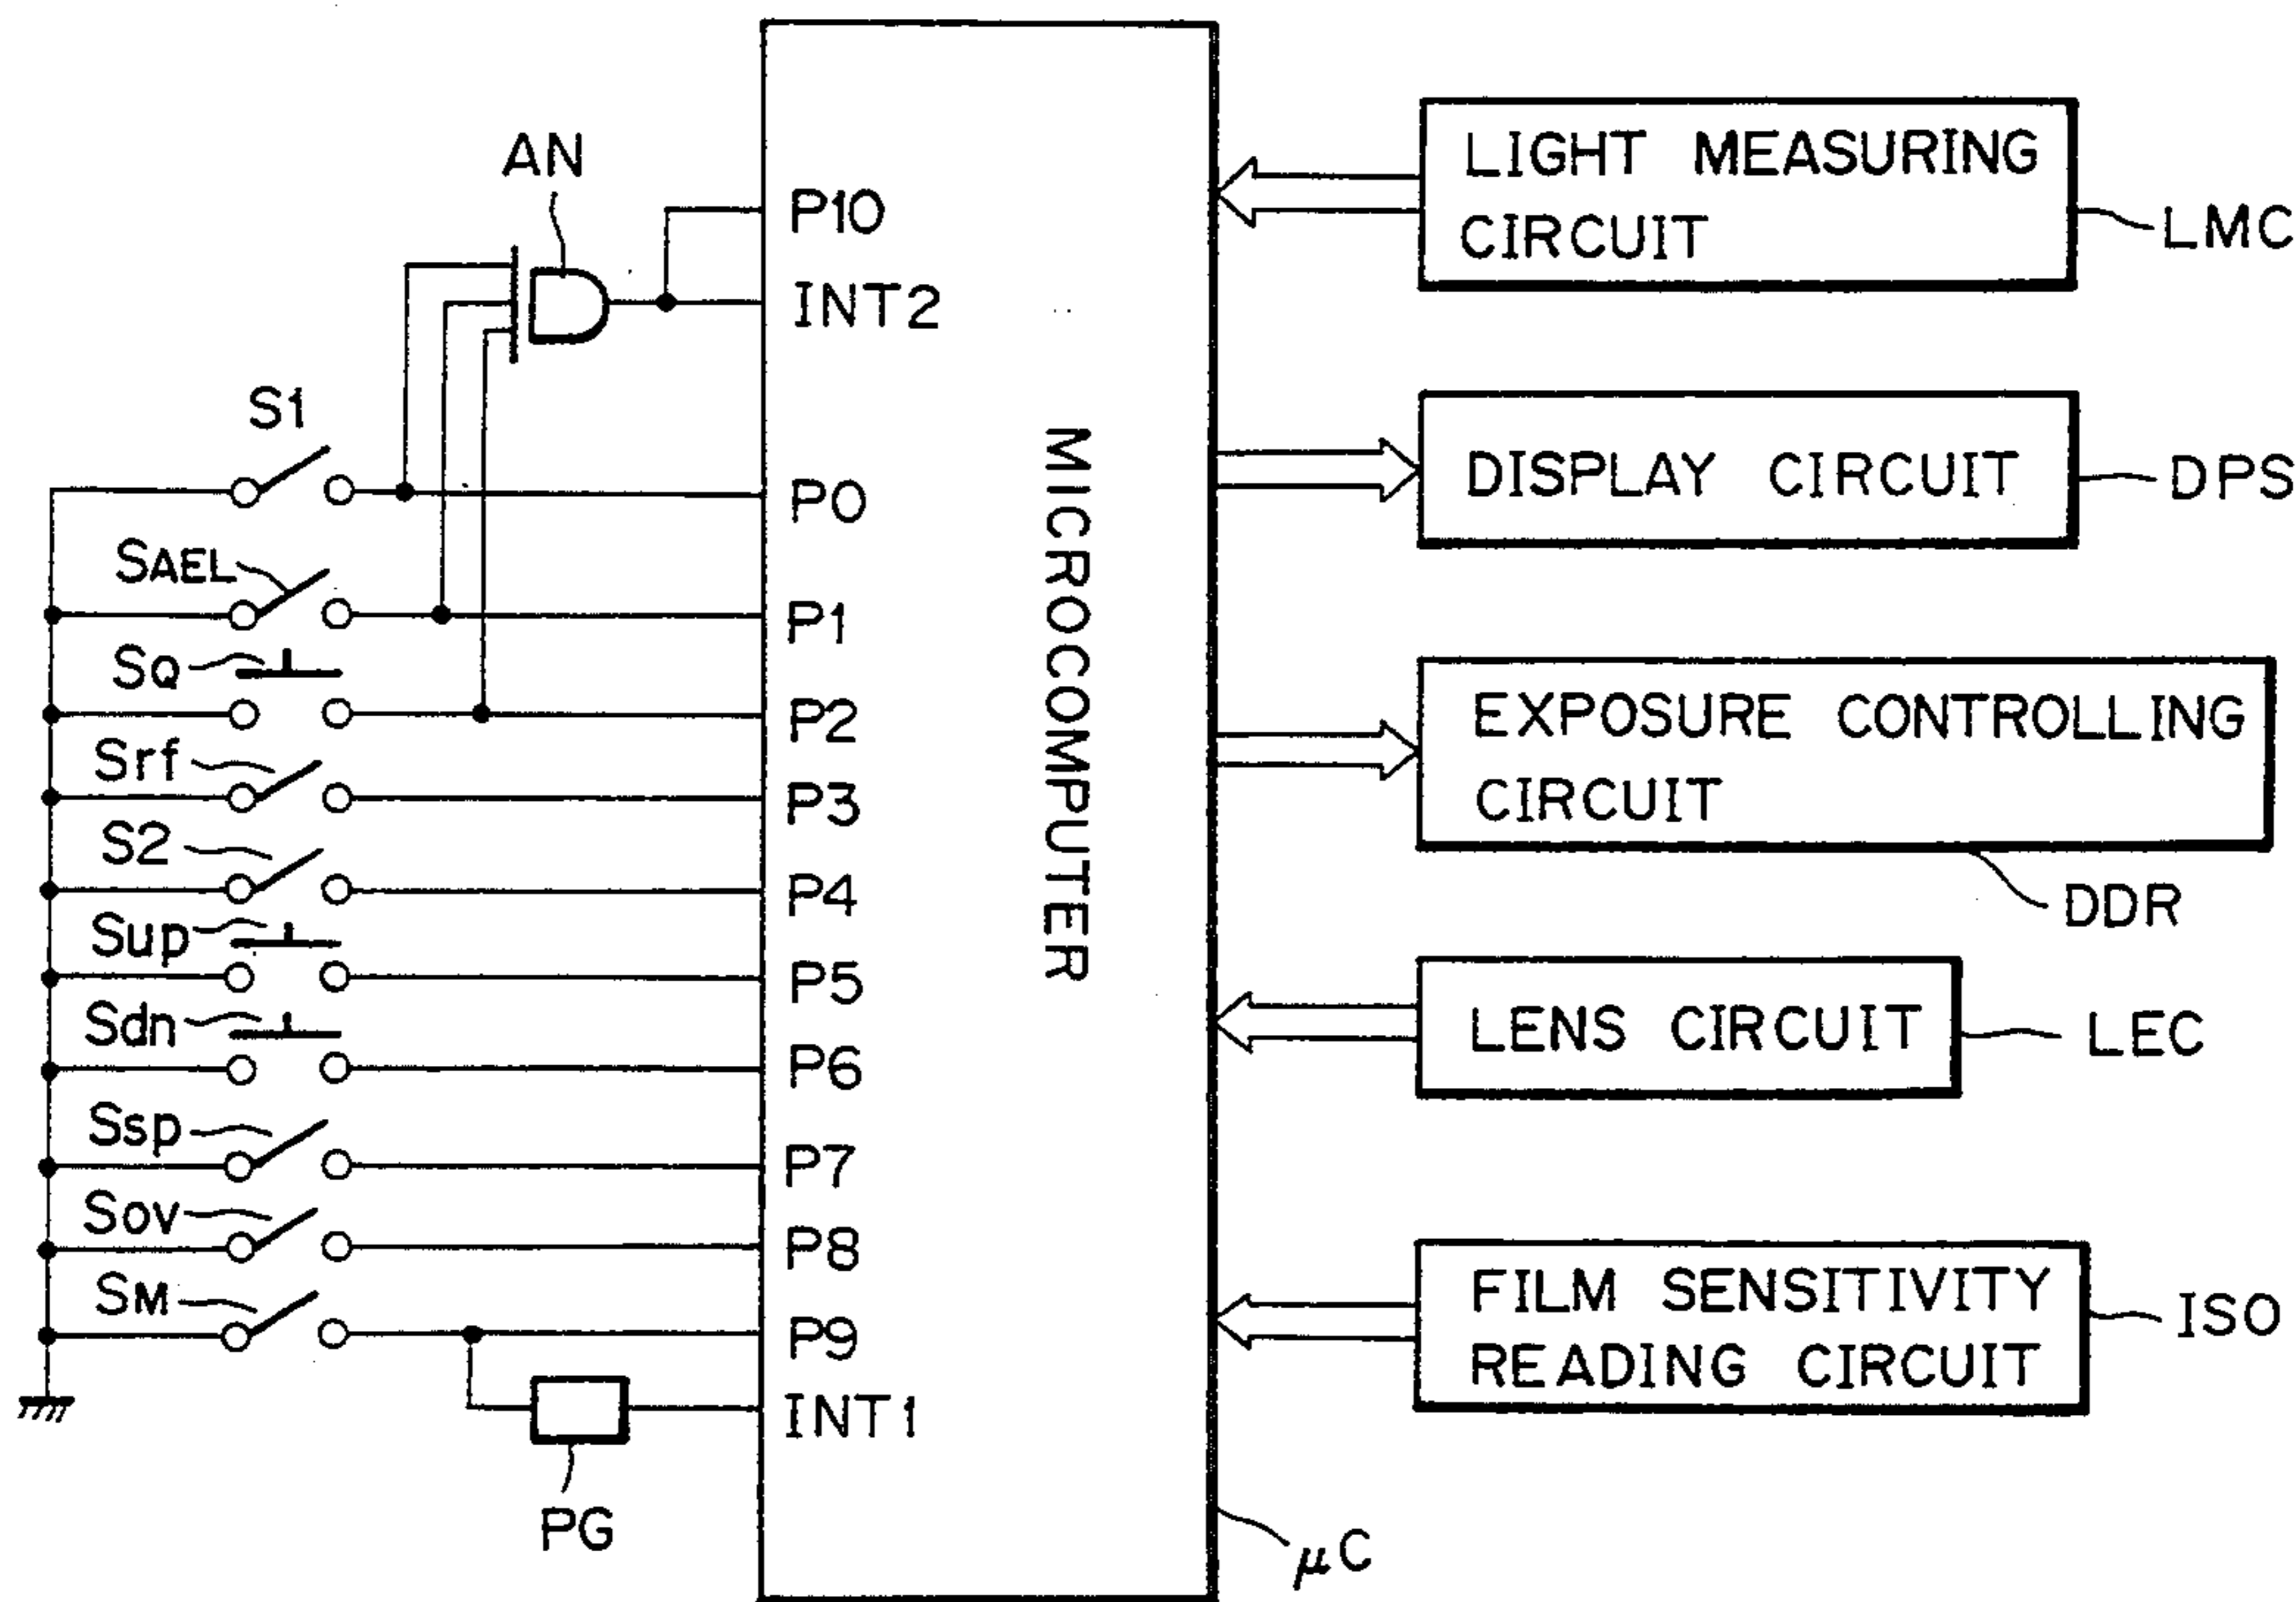 AN
P10
INT2
S1
P0
SAEL
P1
SQ
P2
Srf
P3
S2
P4
Sup
P5
Sdn
P6
Ssp
P7
Sov
P8
SM
P9
INT1
PG
MICROCOMPUTER
μC
LIGHT MEASURING
CIRCUIT
LMC
DISPLAY CIRCUIT
DPS
EXPOSURE CONTROLLING
CIRCUIT
DDR
LENS CIRCUIT
LEC
FILM SENSITIVITY
READING CIRCUIT
ISO